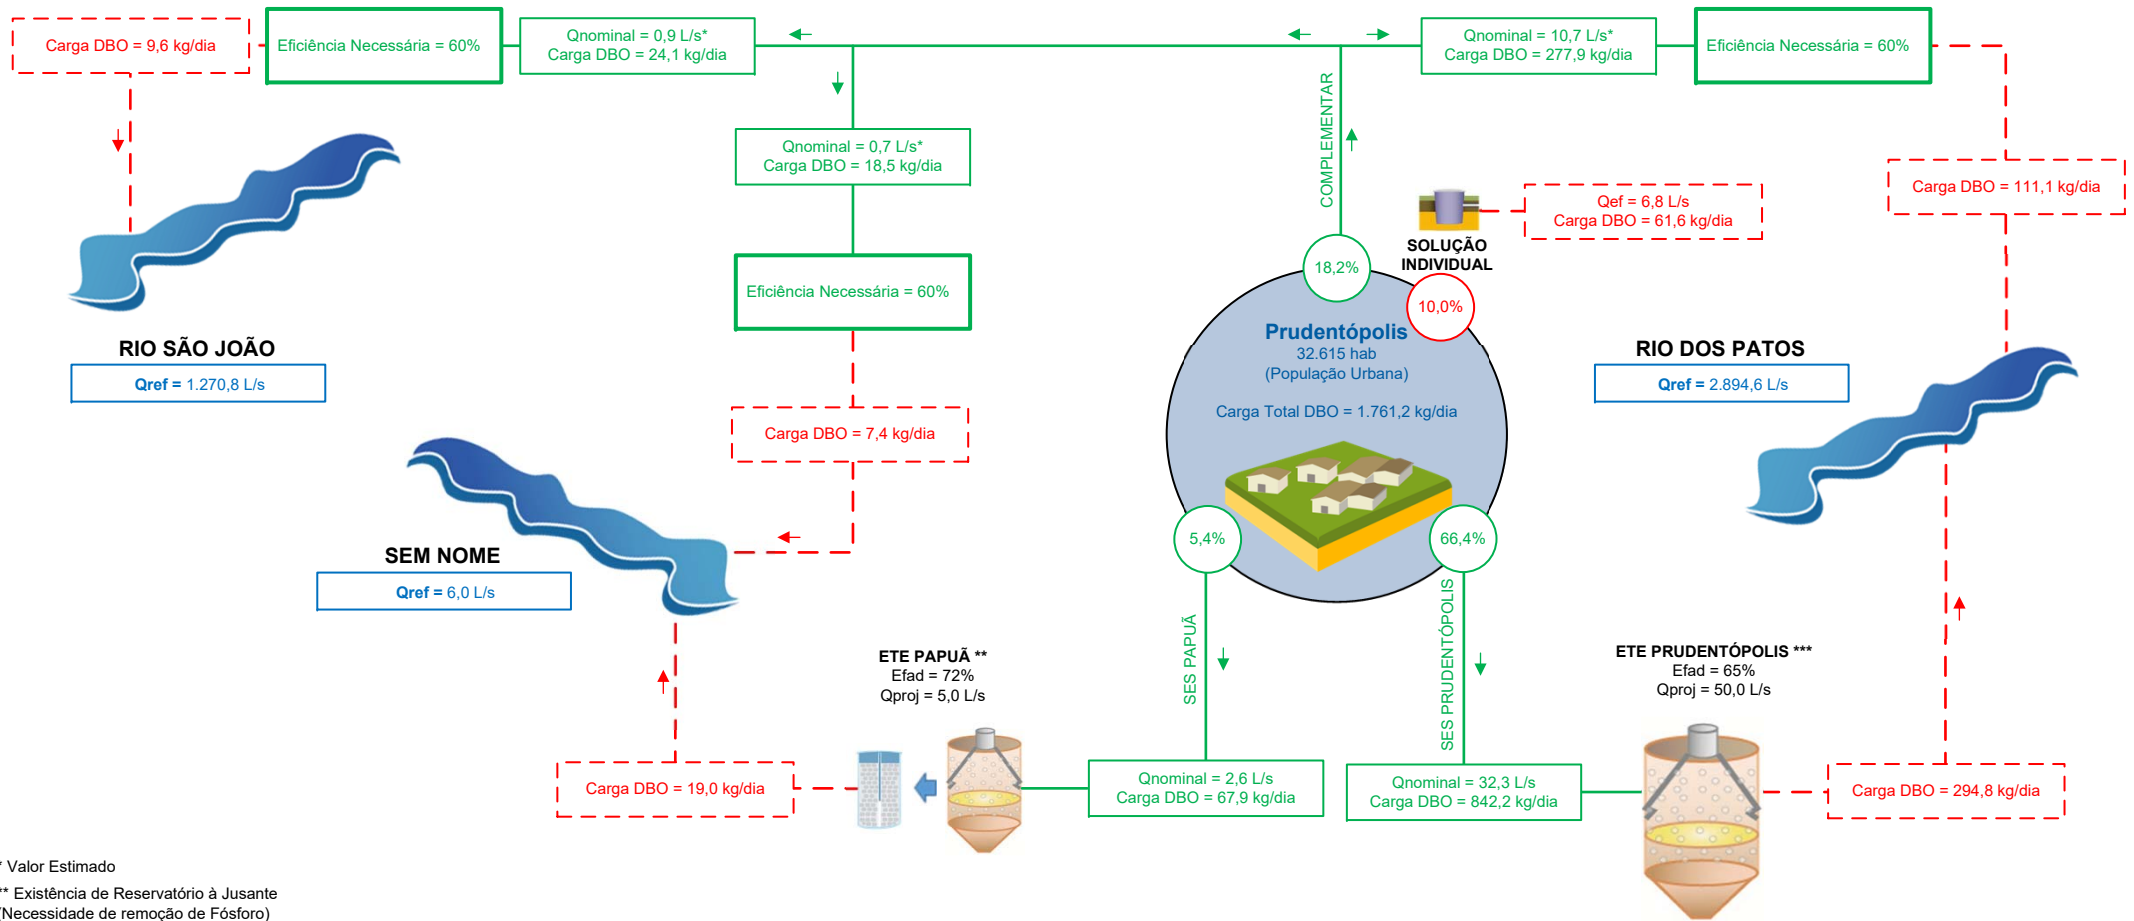 Carga DBO = 9,6 kg/dia
Eficiência Necessária = 60%
Qnominal = 0,9 L/s*
Carga DBO = 24,1 kg/dia
Qnominal = 10,7 L/s*
Carga DBO = 277,9 kg/dia
Eficiência Necessária = 60%
Qnominal = 0,7 L/s*
Carga DBO = 18,5 kg/dia
COMPLEMENTAR
Qef = 6,8 L/s
Carga DBO = 61,6 kg/dia
Carga DBO = 111,1 kg/dia
SOLUÇÃO
INDIVIDUAL
18,2%
10,0%
Eficiência Necessária = 60%
Prudentópolis
32.615 hab
(População Urbana)
Carga Total DBO = 1.761,2 kg/dia
RIO SÃO JOÃO
Qref = 1.270,8 L/s
RIO DOS PATOS
Qref = 2.894,6 L/s
Carga DBO = 7,4 kg/dia
5,4%
66,4%
SEM NOME
Qref = 6,0 L/s
SES PAPUÃ
SES PRUDENTÓPOLIS
ETE PAPUÃ **
Efad = 72%
Qproj = 5,0 L/s
ETE PRUDENTÓPOLIS ***
Efad = 65%
Qproj = 50,0 L/s
Carga DBO = 19,0 kg/dia
Qnominal = 2,6 L/s
Carga DBO = 67,9 kg/dia
Qnominal = 32,3 L/s
Carga DBO = 842,2 kg/dia
Carga DBO = 294,8 kg/dia
* Valor Estimado
** Existência de Reservatório à Jusante
(Necessidade de remoção de Fósforo)